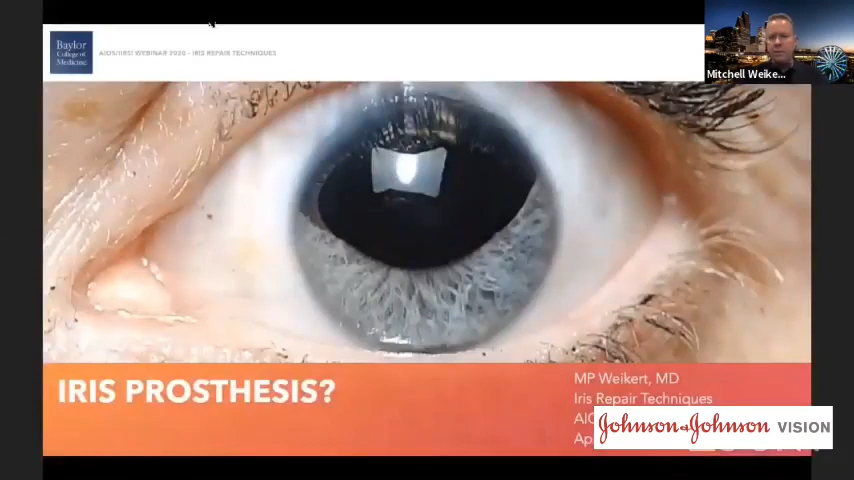 Baylor
College of
Medicine
AIOS/IIRSI WEBINAR 2020 - IRIS REPAIR TECHNIQUES
Mitchell Weike...
IRIS PROSTHESIS?
MP Weikert, MD
Iris Repair Techniques
Johnson & Johnson VISION